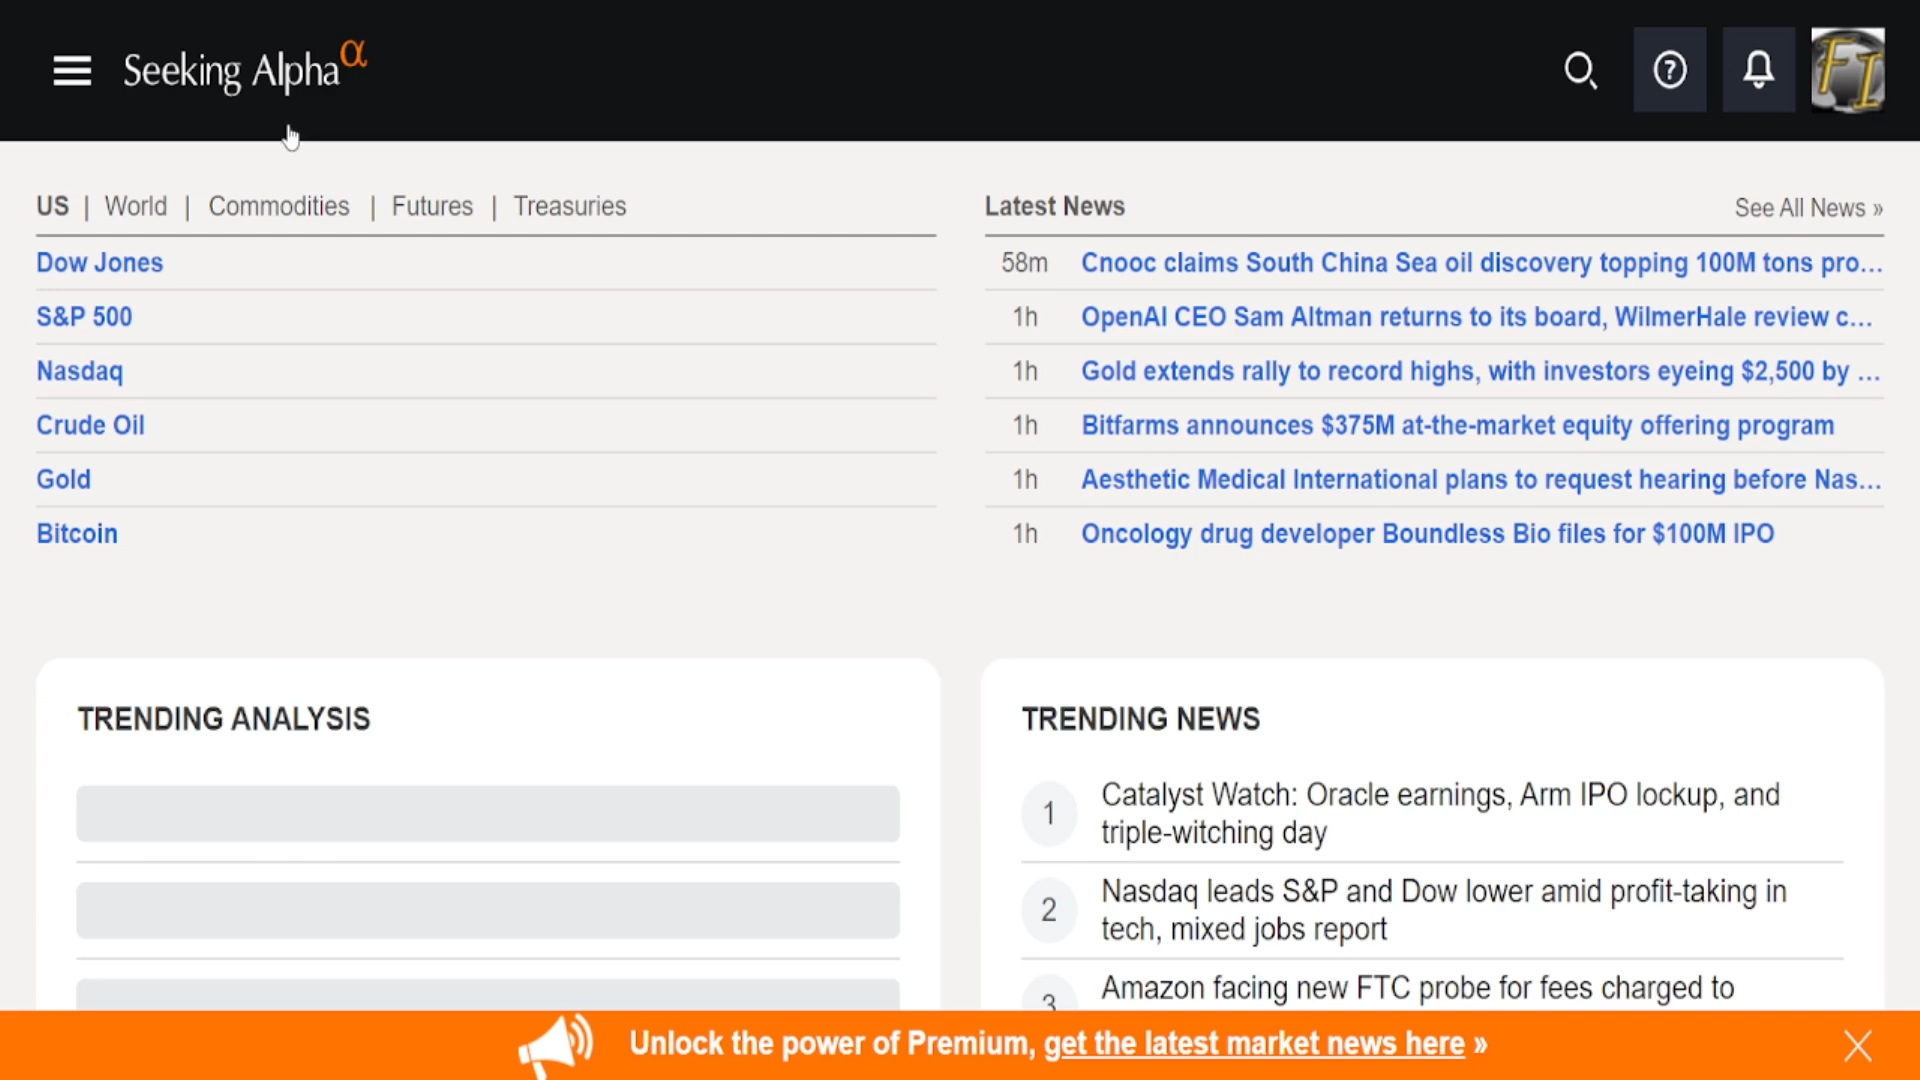 Seeking Alpha α
FI
US | World | Commodities | Futures | Treasuries
Dow Jones
S&P 500
Nasdaq
Crude Oil
Gold
Bitcoin
Latest News
See All News »
58m Cnooc claims South China Sea oil discovery topping 100M tons pro...
1h OpenAI CEO Sam Altman returns to its board, WilmerHale review c...
1h Gold extends rally to record highs, with investors eyeing $2,500 by ...
1h Bitfarms announces $375M at-the-market equity offering program
1h Aesthetic Medical International plans to request hearing before Nas...
1h Oncology drug developer Boundless Bio files for $100M IPO
TRENDING ANALYSIS
TRENDING NEWS
1 Catalyst Watch: Oracle earnings, Arm IPO lockup, and
triple-witching day
2 Nasdaq leads S&P and Dow lower amid profit-taking in
tech, mixed jobs report
3 Amazon facing new FTC probe for fees charged to
Unlock the power of Premium, get the latest market news here »